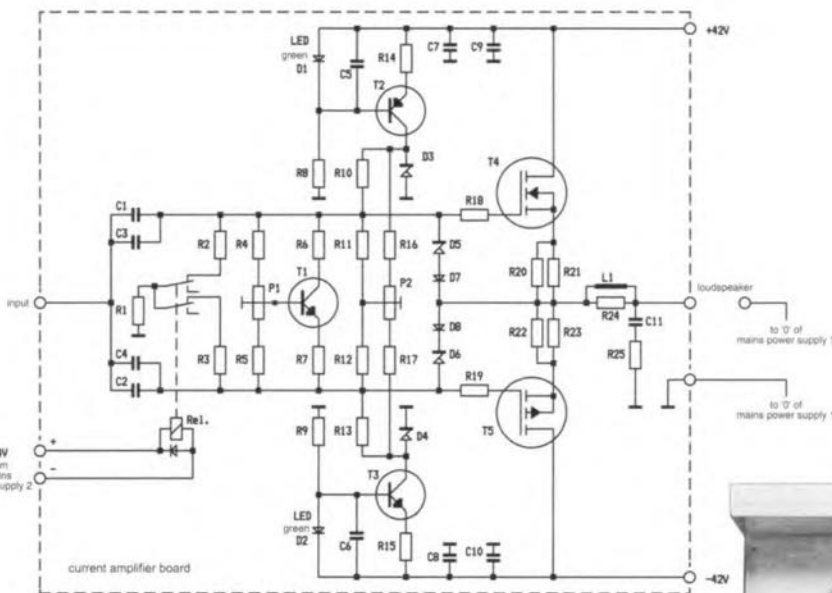 +42V
LED
green
D1
C5
R14
C7
C9
T2
D3
R8
R10
T4
R18
C1
C3
R2
R4
R6
R11
R16
D5
R20
R21
L1
T1
D7
input
R1
P1
P2
loudspeaker
R24
to '0' of
mains power supply 1
D8
C11
R22
R23
C4
R3
R5
R7
R12
R17
D6
R25
C2
R19
to '0' of
Rel.
R9
R13
D4
T5
+
-
supply 2
T3
LED
green
D2
C6
R15
C8
C10
current amplifier board
-42V